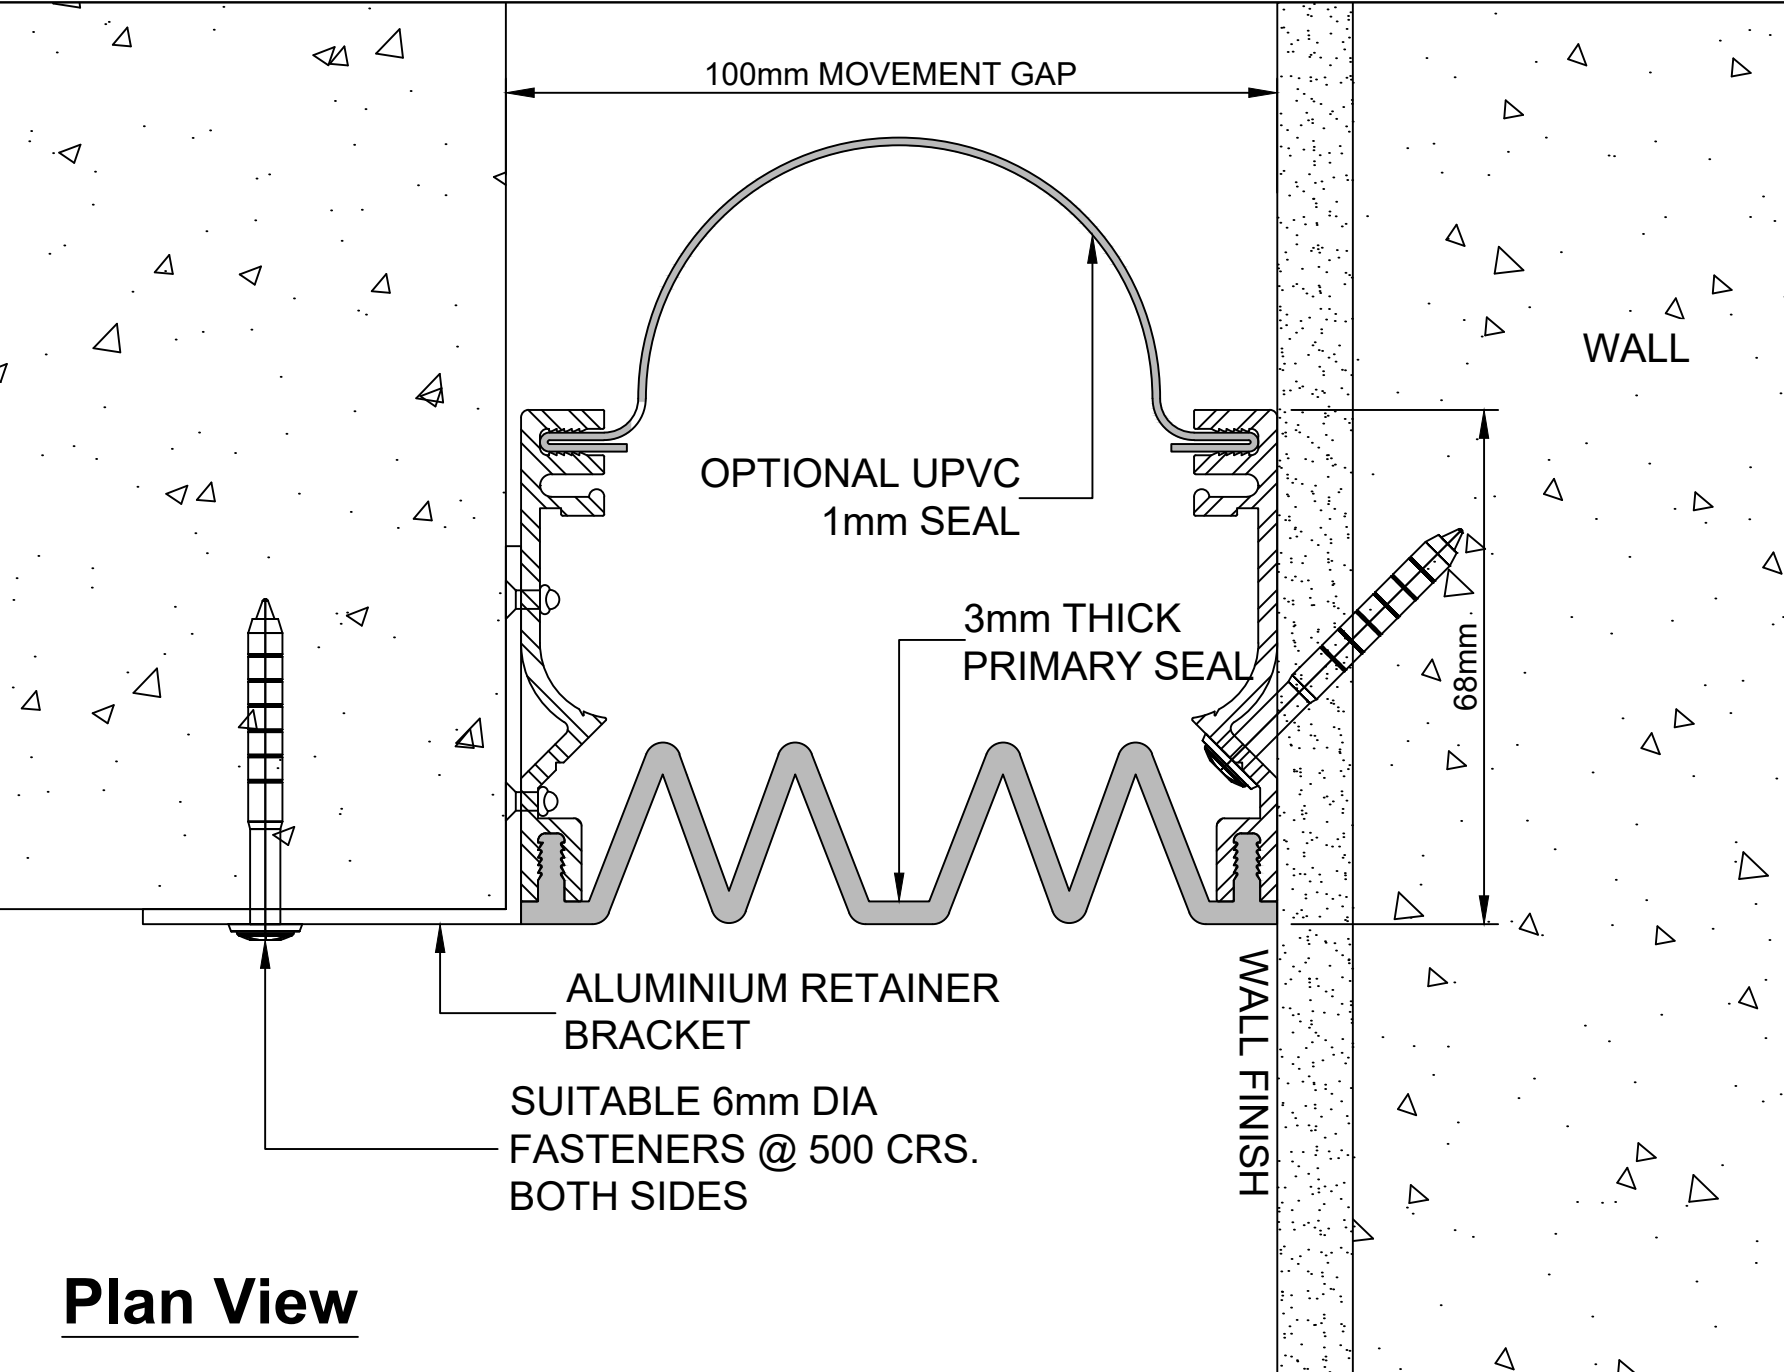 100mm MOVEMENT GAP
WALL
OPTIONAL UPVC
1mm SEAL
3mm THICK
PRIMARY SEAL
68mm
ALUMINIUM RETAINER
BRACKET
WALL FINISH
SUITABLE 6mm DIA
FASTENERS @ 500 CRS.
BOTH SIDES
Plan View